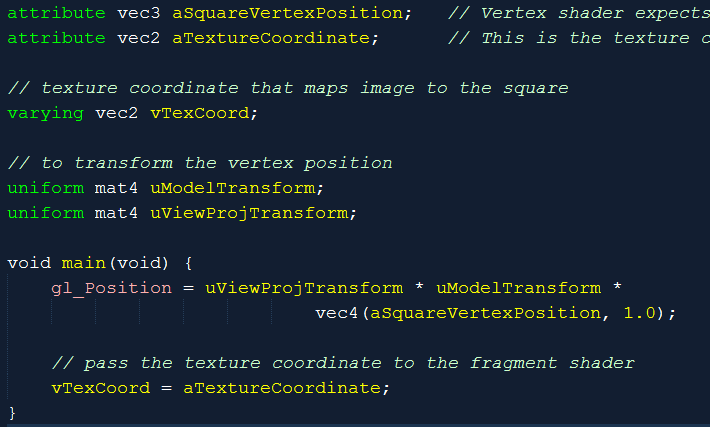 attribute vec3 aSquareVertexPosition;   // Vertex shader expects
attribute vec2 aTextureCoordinate;      // This is the texture

// texture coordinate that maps image to the square
varying vec2 vTexCoord;

// to transform the vertex position
uniform mat4 uModelTransform;
uniform mat4 uViewProjTransform;

void main(void) {
    gl_Position = uViewProjTransform * uModelTransform *
                            vec4(aSquareVertexPosition, 1.0);

    // pass the texture coordinate to the fragment shader
    vTexCoord = aTextureCoordinate;
}